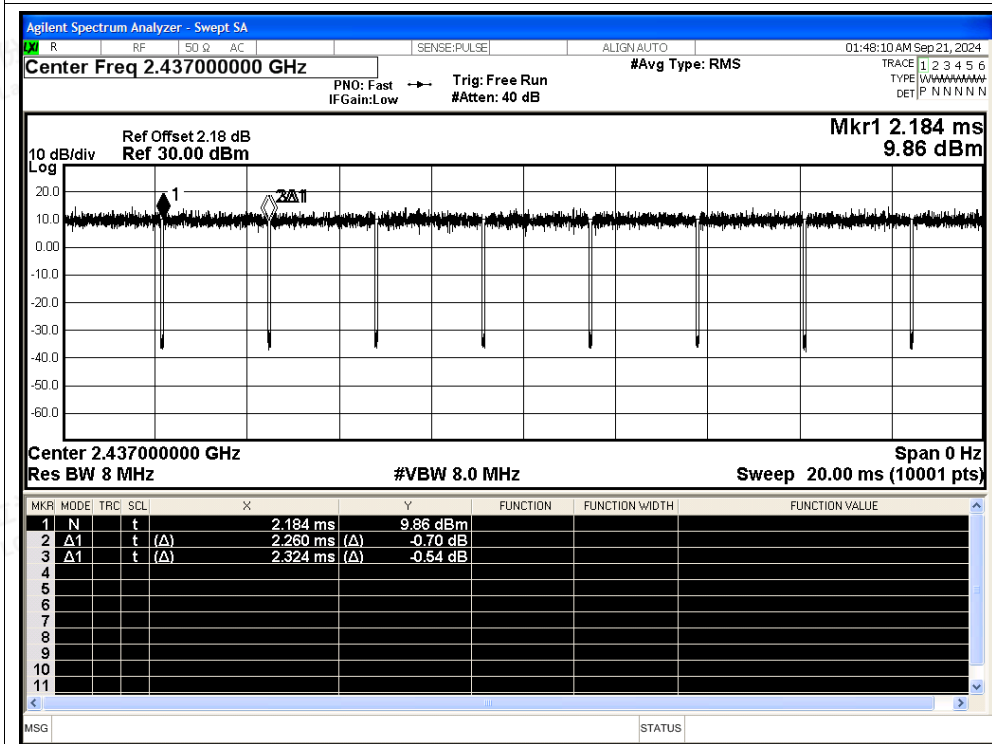 Agilent Spectrum Analyzer - Swept SA
LXI R RF 50 Ω AC SENSE:PULSE ALIGN AUTO 01:48:10 AM Sep 21, 2024
Center Freq 2.437000000 GHz #Avg Type: RMS TRACE 1 2 3 4 5 6
PNO: Fast Trig: Free Run TYPE WWWWWW
IFGain:Low #Atten: 40 dB DET P N N N N N
Mkr1 2.184 ms
9.86 dBm
Ref Offset 2.18 dB
10 dB/div Ref 30.00 dBm
Log
20.0
10.0
0.00
-10.0
-20.0
-30.0
-40.0
-50.0
-60.0
1
Center 2.437000000 GHz Span 0 Hz
Res BW 8 MHz #VBW 8.0 MHz Sweep 20.00 ms (10001 pts)
MKR MODE TRC SCL X Y FUNCTION FUNCTION WIDTH FUNCTION VALUE
1 N t 2.184 ms 9.86 dBm
2 Δ1 t (Δ) 2.260 ms (Δ) -0.70 dB
3 Δ1 t (Δ) 2.324 ms (Δ) -0.54 dB
4
5
6
7
8
9
10
11
MSG STATUS